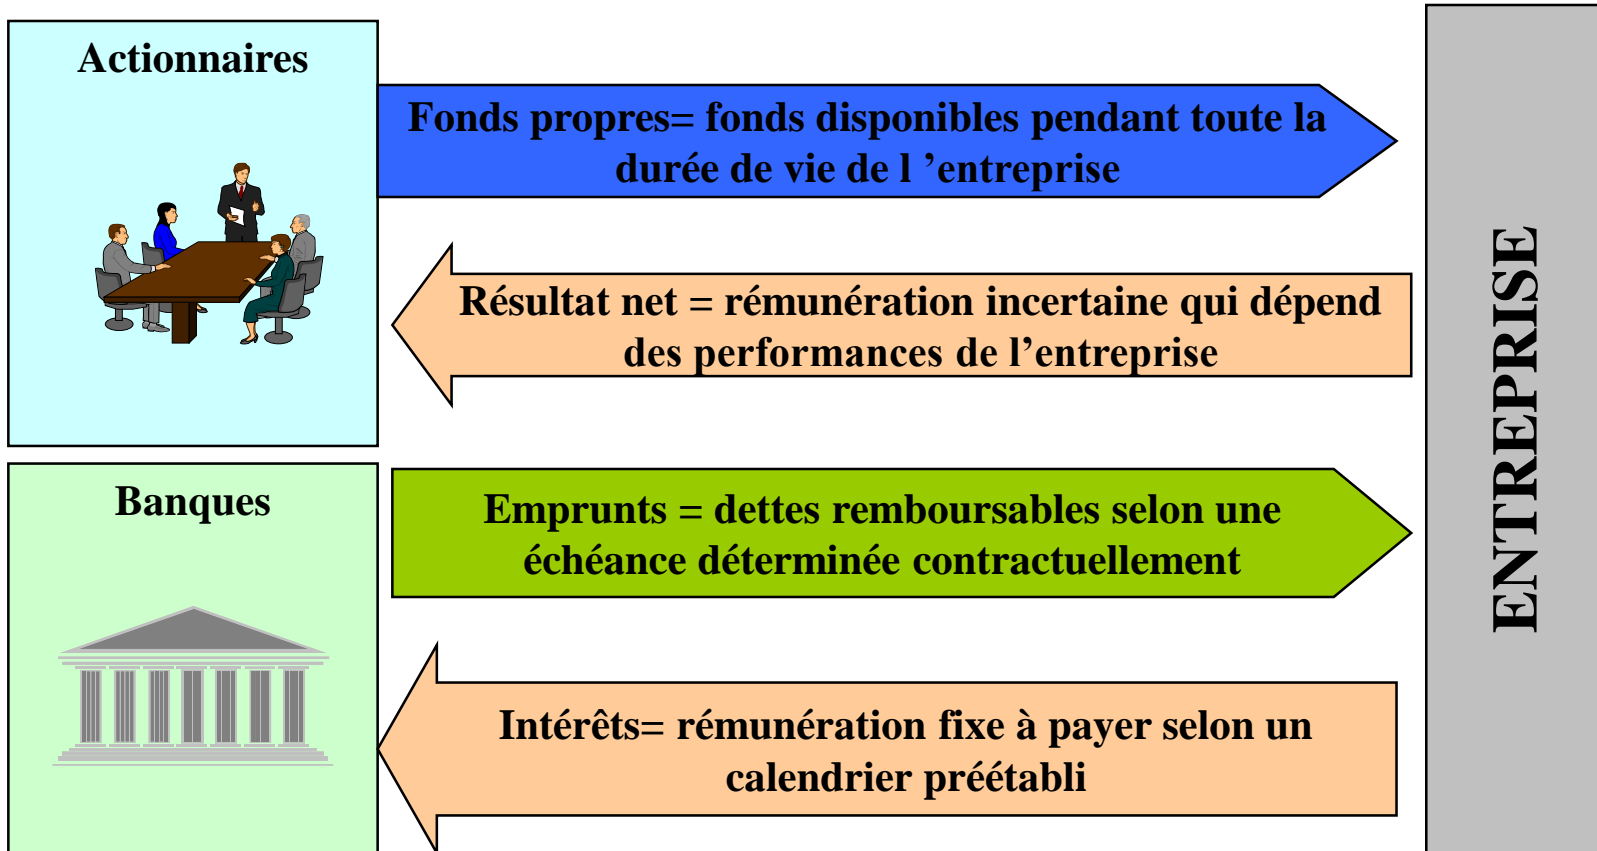 Actionnaires
Fonds propres= fonds disponibles pendant toute la
durée de vie de l ’entreprise
Résultat net = rémunération incertaine qui dépend
des performances de l’entreprise
Banques
Emprunts = dettes remboursables selon une
échéance déterminée contractuellement
Intérêts= rémunération fixe à payer selon un
calendrier préétabli
ENTREPRISE